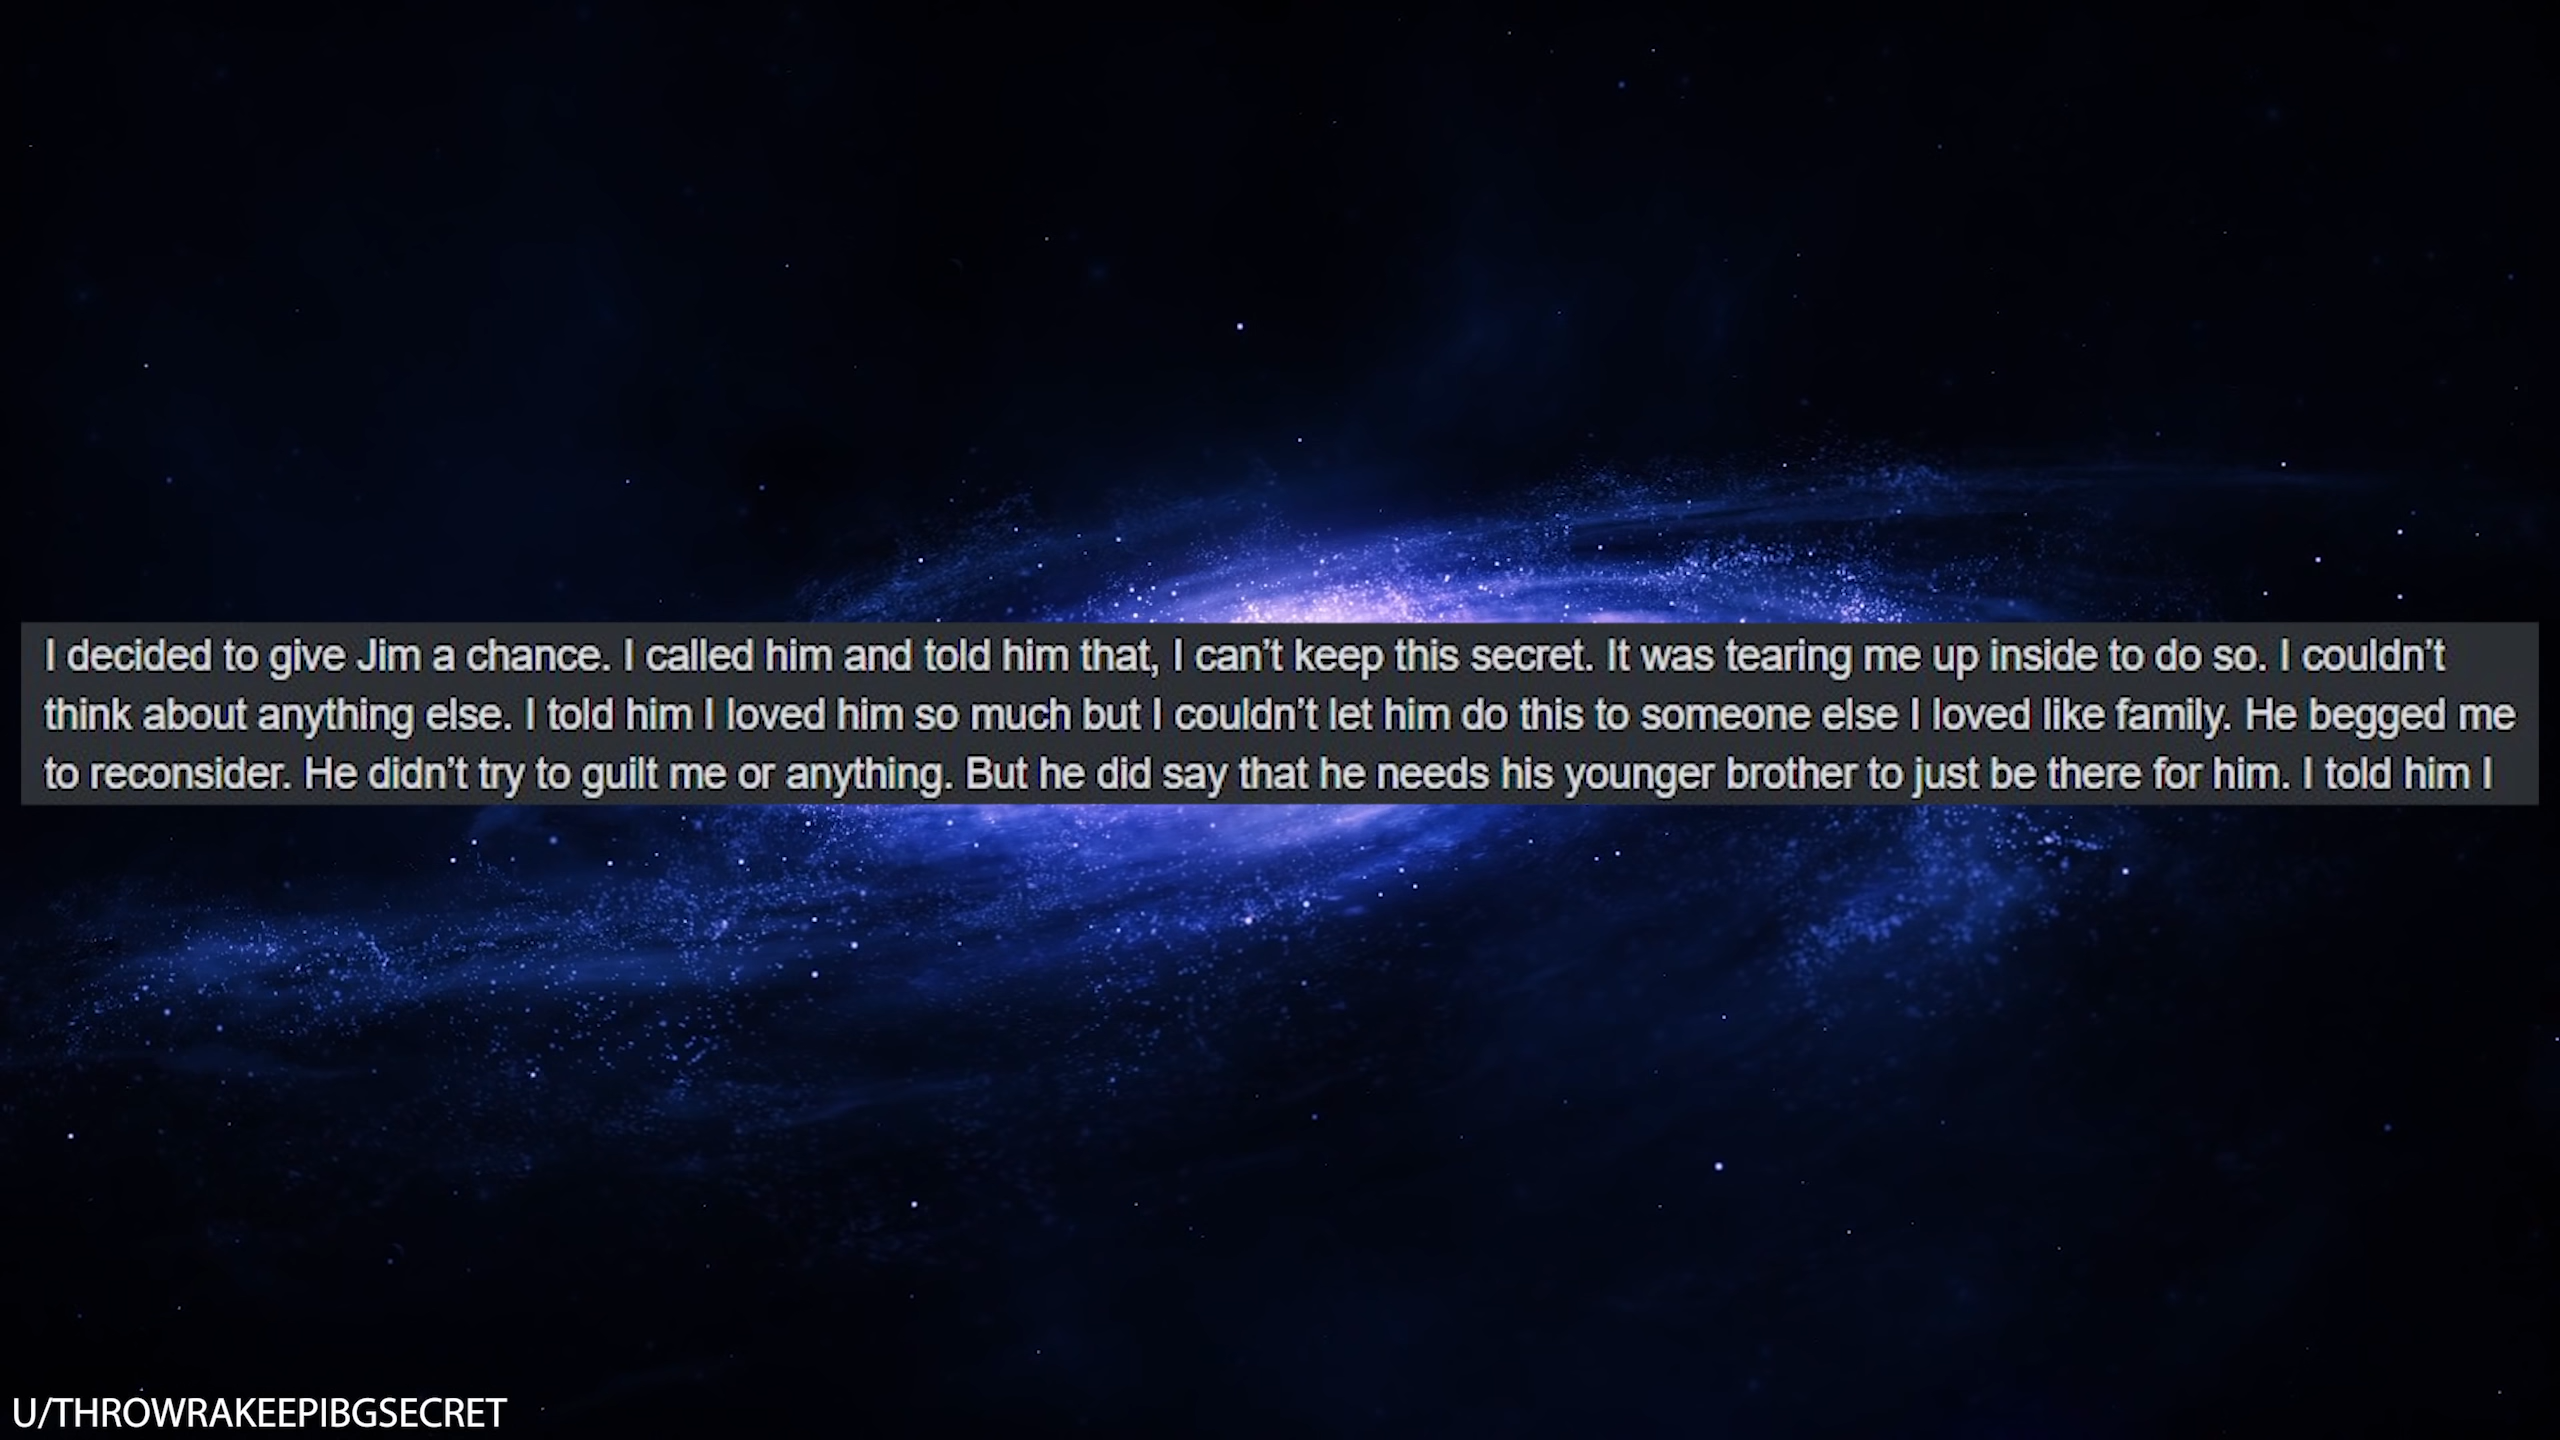 I decided to give Jim a chance. I called him and told him that, I can’t keep this secret. It was tearing me up inside to do so. I couldn’t
think about anything else. I told him I loved him so much but I couldn’t let him do this to someone else I loved like family. He begged me
to reconsider. He didn’t try to guilt me or anything. But he did say that he needs his younger brother to just be there for him. I told him I
U/THROWRAKEEPIBGSECRET